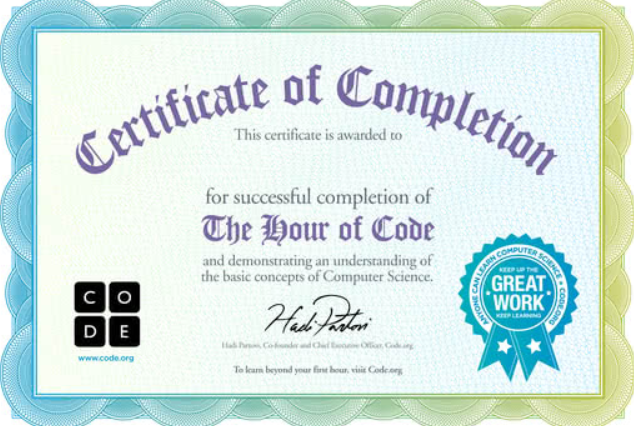 Certificate of Completion
This certificate is awarded to
for successful completion of
The Hour of Code
and demonstrating an understanding of
the basic concepts of Computer Science.
CO
DE
www.code.org
Hadi Partovi
Hadi Partovi, Co-founder and Chief Executive Officer, Code.org
To learn beyond your first hour, visit Code.org
ANYONE CAN LEARN COMPUTER SCIENCE • CODE.ORG
KEEP UP THE
GREAT
WORK
KEEP LEARNING